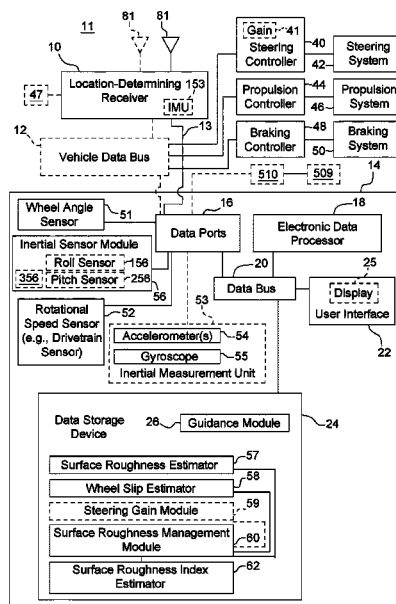 81
81
11
10
Location-Determining
Receiver
153
IMU
47
13
12
Vehicle Data Bus
Gain
41
Steering
Controller
40
42
Steering
System
Propulsion
Controller
44
46
Propulsion
System
Braking
Controller
48
50
Braking
System
510
509
14
Wheel Angle
Sensor
51
16
Data Ports
18
Electronic Data
Processor
Inertial Sensor Module
Roll Sensor
156
356
Pitch Sensor
256
56
20
Data Bus
25
Display
User Interface
22
Rotational
Speed Sensor
(e.g., Drivetrain
Sensor)
52
53
Accelerometer(s)
54
Gyroscope
55
Inertial Measurement
Unit
24
Data Storage
Device
26
Guidance Module
Surface Roughness Estimator
57
Wheel Slip Estimator
58
Steering Gain Module
59
Surface Roughness Management
Module
60
Surface Roughness Index
Estimator
62